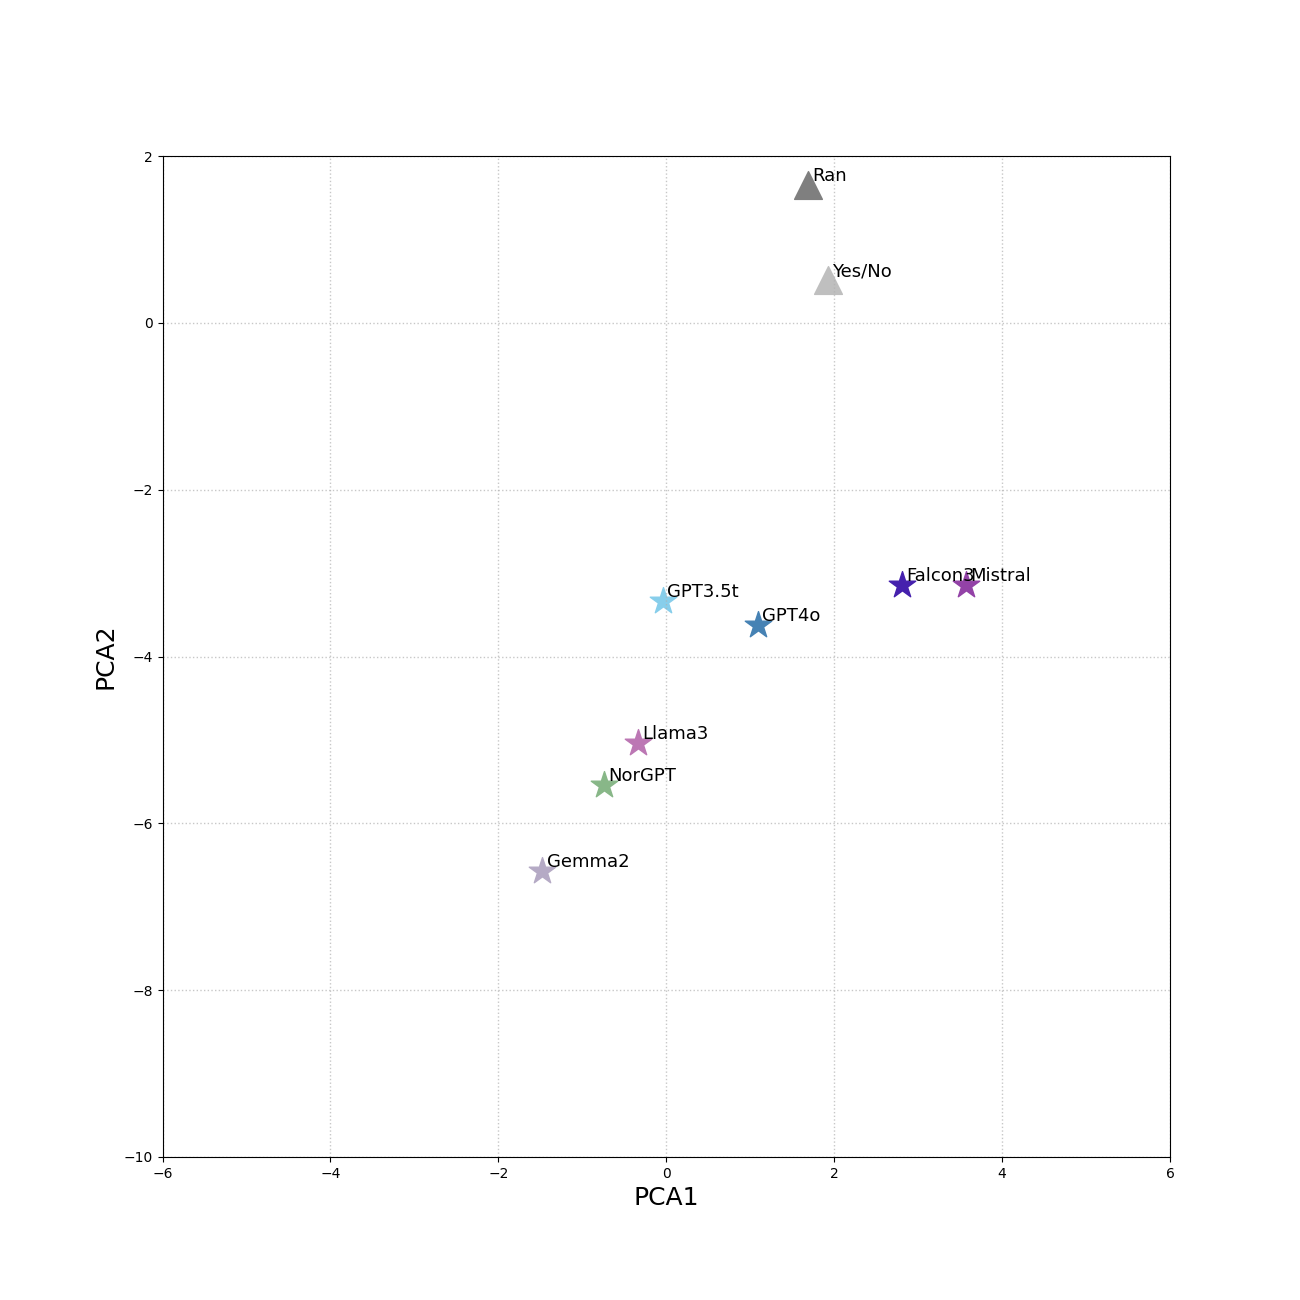 2
Ran
Yes/No
0
−2
Falcon3
Mistral
GPT3.5t
GPT4o
PCA2
−4
Llama3
NorGPT
−6
Gemma2
−8
−10
−6
−4
−2
0
2
4
6
PCA1